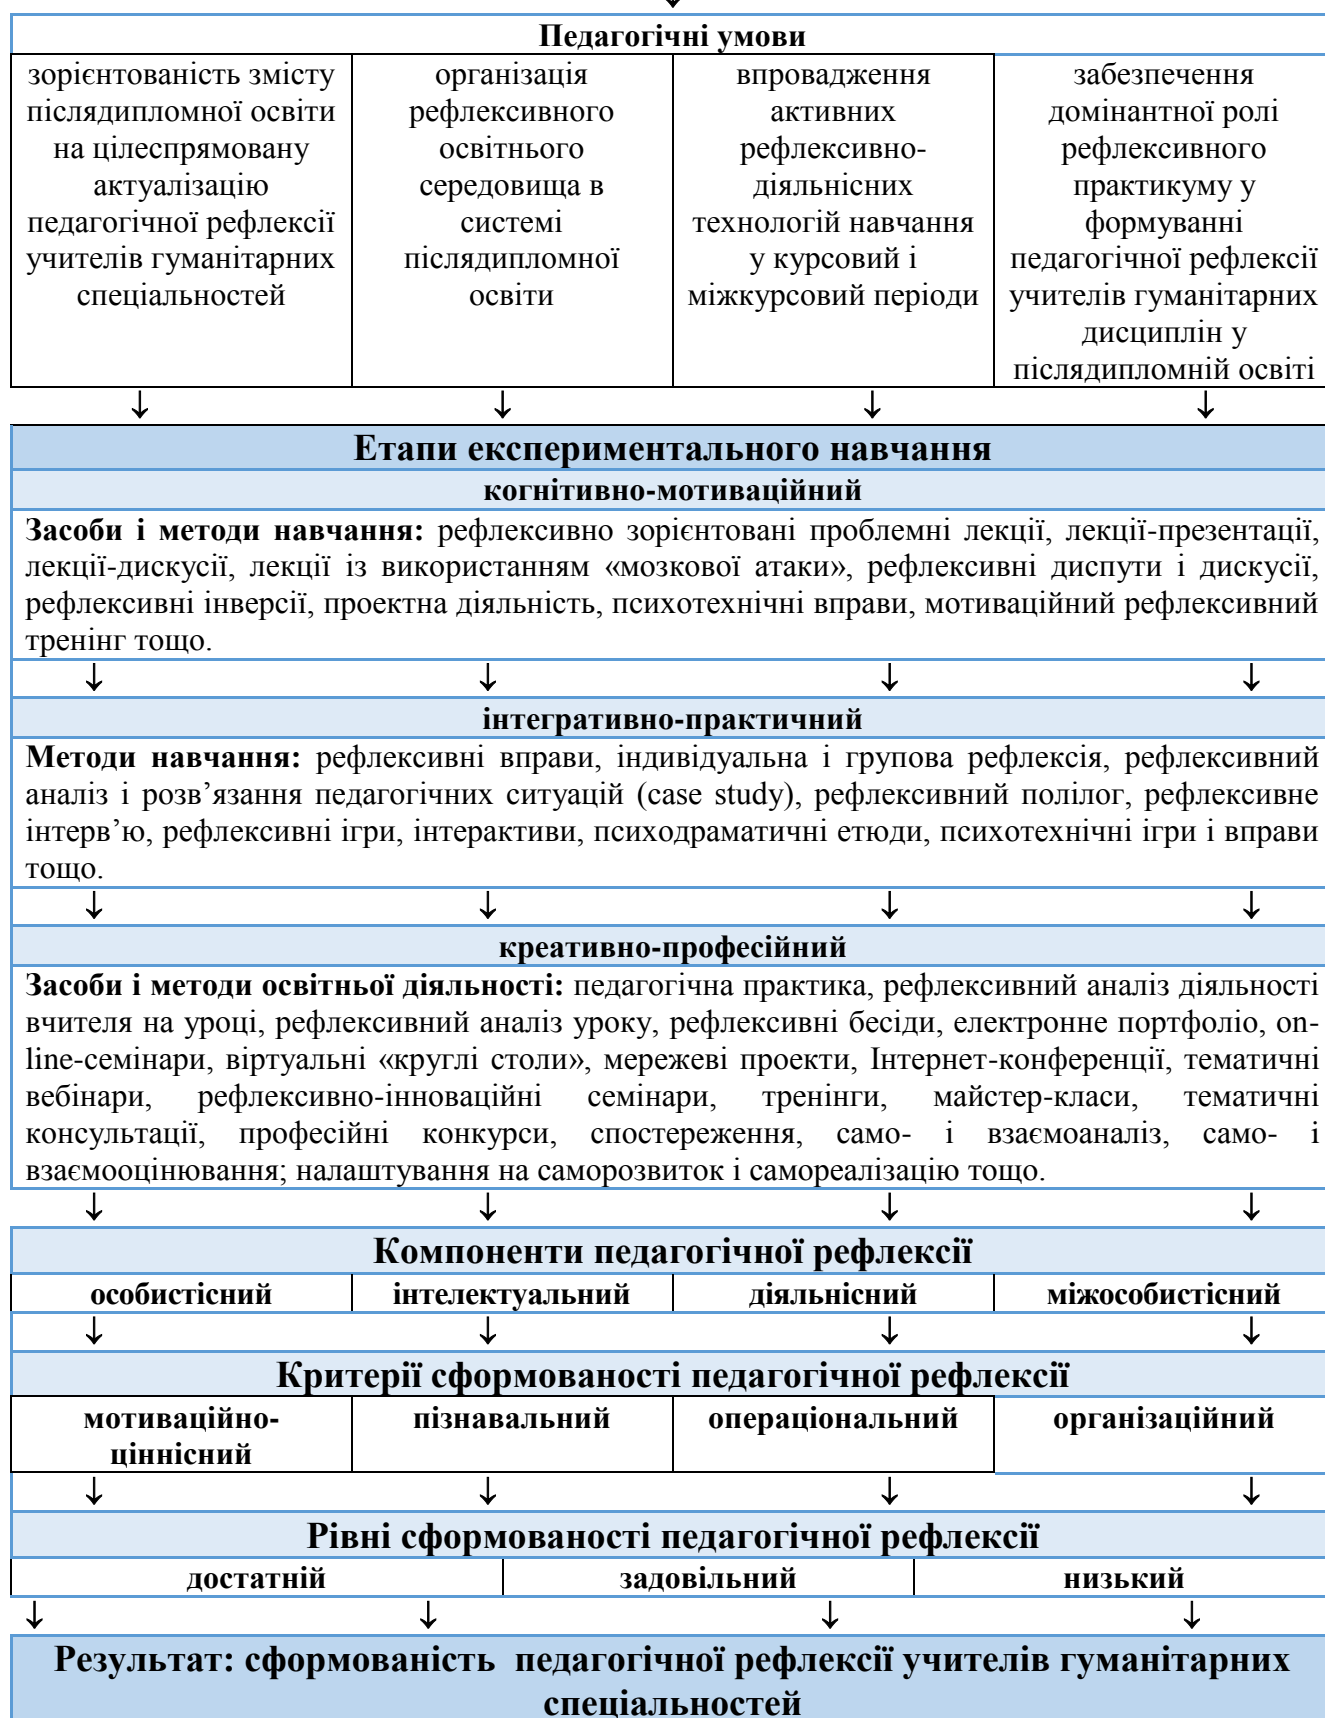 Педагогічні умови
зорієнтованість змісту
післядипломної освіти
на цілеспрямовану
актуалізацію
педагогічної рефлексії
учителів гуманітарних
спеціальностей
організація
рефлексивного
освітнього
середовища в
системі
післядипломної
освіти
впровадження
активних
рефлексивно-
діяльнісних
технологій навчання
у курсовий і
міжкурсовий періоди
забезпечення
домінантної ролі
рефлексивного
практикуму у
формуванні
педагогічної рефлексії
учителів гуманітарних
дисциплін у
післядипломній освіті
Етапи експериментального навчання
когнітивно-мотиваційний
Засоби і методи навчання: рефлексивно зорієнтовані проблемні лекції, лекції-презентації,
лекції-дискусії, лекції із використанням «мозкової атаки», рефлексивні диспути і дискусії,
рефлексивні інверсії, проектна діяльність, психотехнічні вправи, мотиваційний рефлексивний
тренінг тощо.
інтегративно-практичний
Методи навчання: рефлексивні вправи, індивідуальна і групова рефлексія, рефлексивний
аналіз і розв’язання педагогічних ситуацій (case study), рефлексивний полілог, рефлексивне
інтерв’ю, рефлексивні ігри, інтерактиви, психодраматичні етюди, психотехнічні ігри і вправи
тощо.
креативно-професійний
Засоби і методи освітньої діяльності: педагогічна практика, рефлексивний аналіз діяльності
вчителя на уроці, рефлексивний аналіз уроку, рефлексивні бесіди, електронне портфоліо, on-
line-семінари, віртуальні «круглі столи», мережеві проекти, Інтернет-конференції, тематичні
вебінари, рефлексивно-інноваційні семінари, тренінги, майстер-класи, тематичні
консультації, професійні конкурси, спостереження, само- і взаємоаналіз, само- і
взаємооцінювання; налаштування на саморозвиток і самореалізацію тощо.
Компоненти педагогічної рефлексії
особистісний
інтелектуальний
діяльнісний
міжособистісний
Критерії сформованості педагогічної рефлексії
мотиваційно-
ціннісний
пізнавальний
операціональний
організаційний
Рівні сформованості педагогічної рефлексії
достатній
задовільний
низький
Результат: сформованість педагогічної рефлексії учителів гуманітарних
спеціальностей